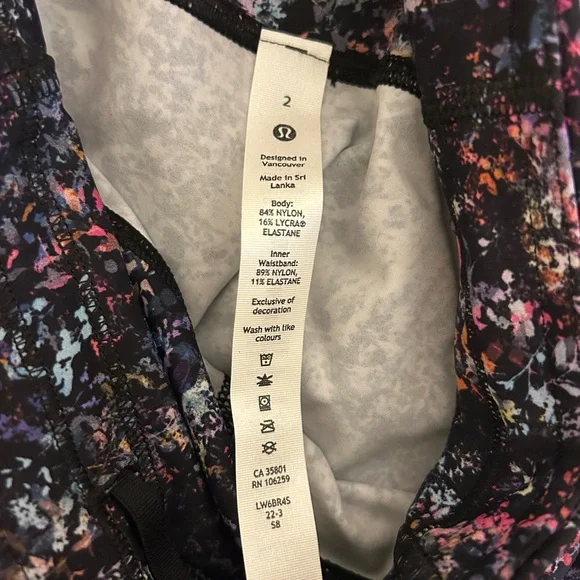 2
Designed in
Vancouver
Made in Sri
Lanka
Body:
84% NYLON,
16% LYCRA®
ELASTANE
Inner
Waistband:
89% NYLON,
11% ELASTANE
Exclusive of
decoration
Wash with like
colours
CA 35801
RN 106259
LW6BR4S
22-3
S8